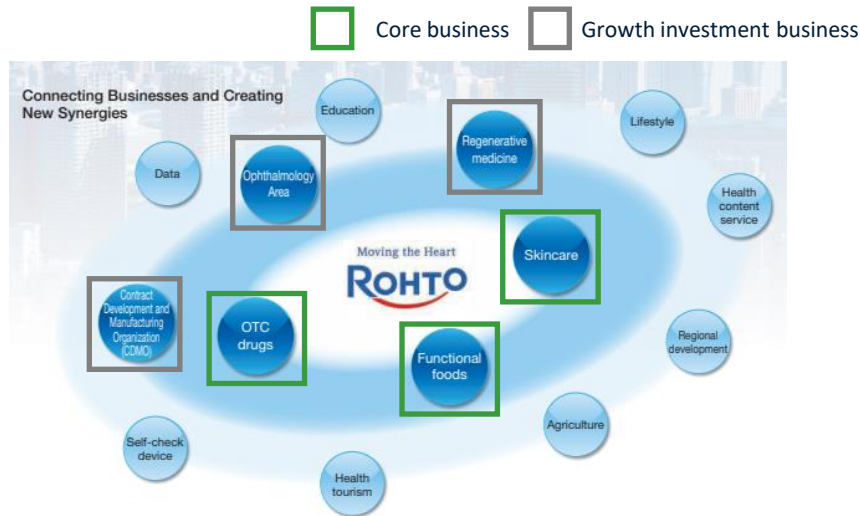 Core business
Growth investment business
Connecting Businesses and Creating
New Synergies
Education
Lifestyle
Data
Ophthalmology
Area
Regenerative
medicine
Health
content
service
Moving the Heart
ROHTO
Skincare
Contract
Development and
Manufacturing
Organization
(CDMO)
OTC
drugs
Functional
foods
Regional
development
Agriculture
Self-check
device
Health
tourism